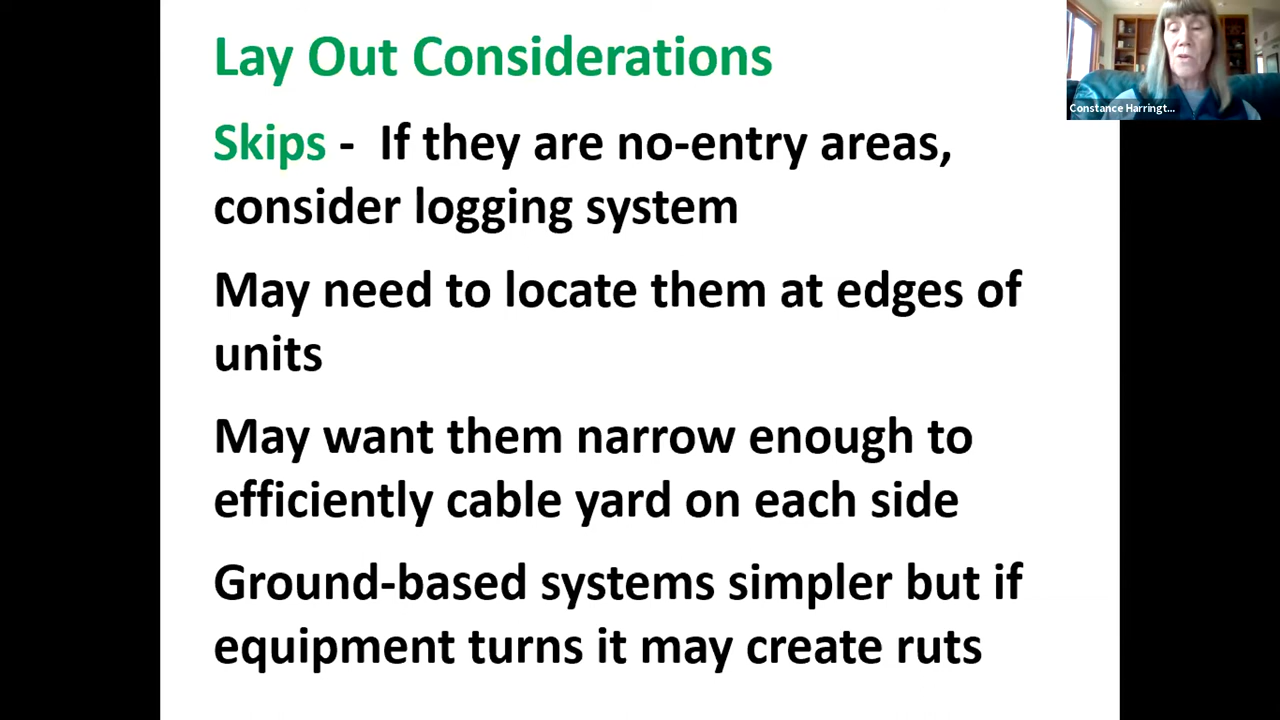 Lay Out Considerations
Constance Harringt...
Skips - If they are no-entry areas,
consider logging system
May need to locate them at edges of
units
May want them narrow enough to
efficiently cable yard on each side
Ground-based systems simpler but if
equipment turns it may create ruts